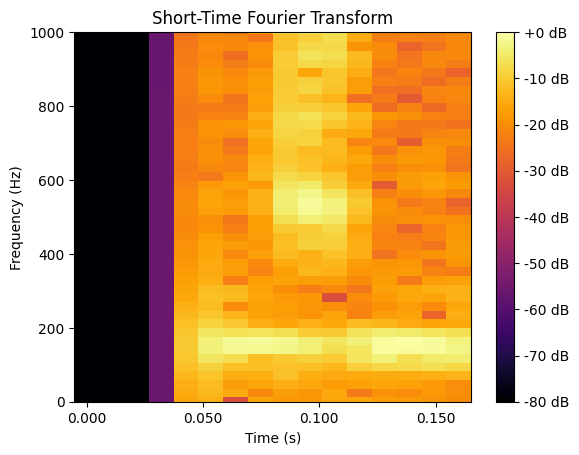 Short-Time Fourier Transform
1000
800
600
400
200
0
Frequency (Hz)
0.000
0.050
0.100
0.150
Time (s)
+0 dB
-10 dB
-20 dB
-30 dB
-40 dB
-50 dB
-60 dB
-70 dB
-80 dB